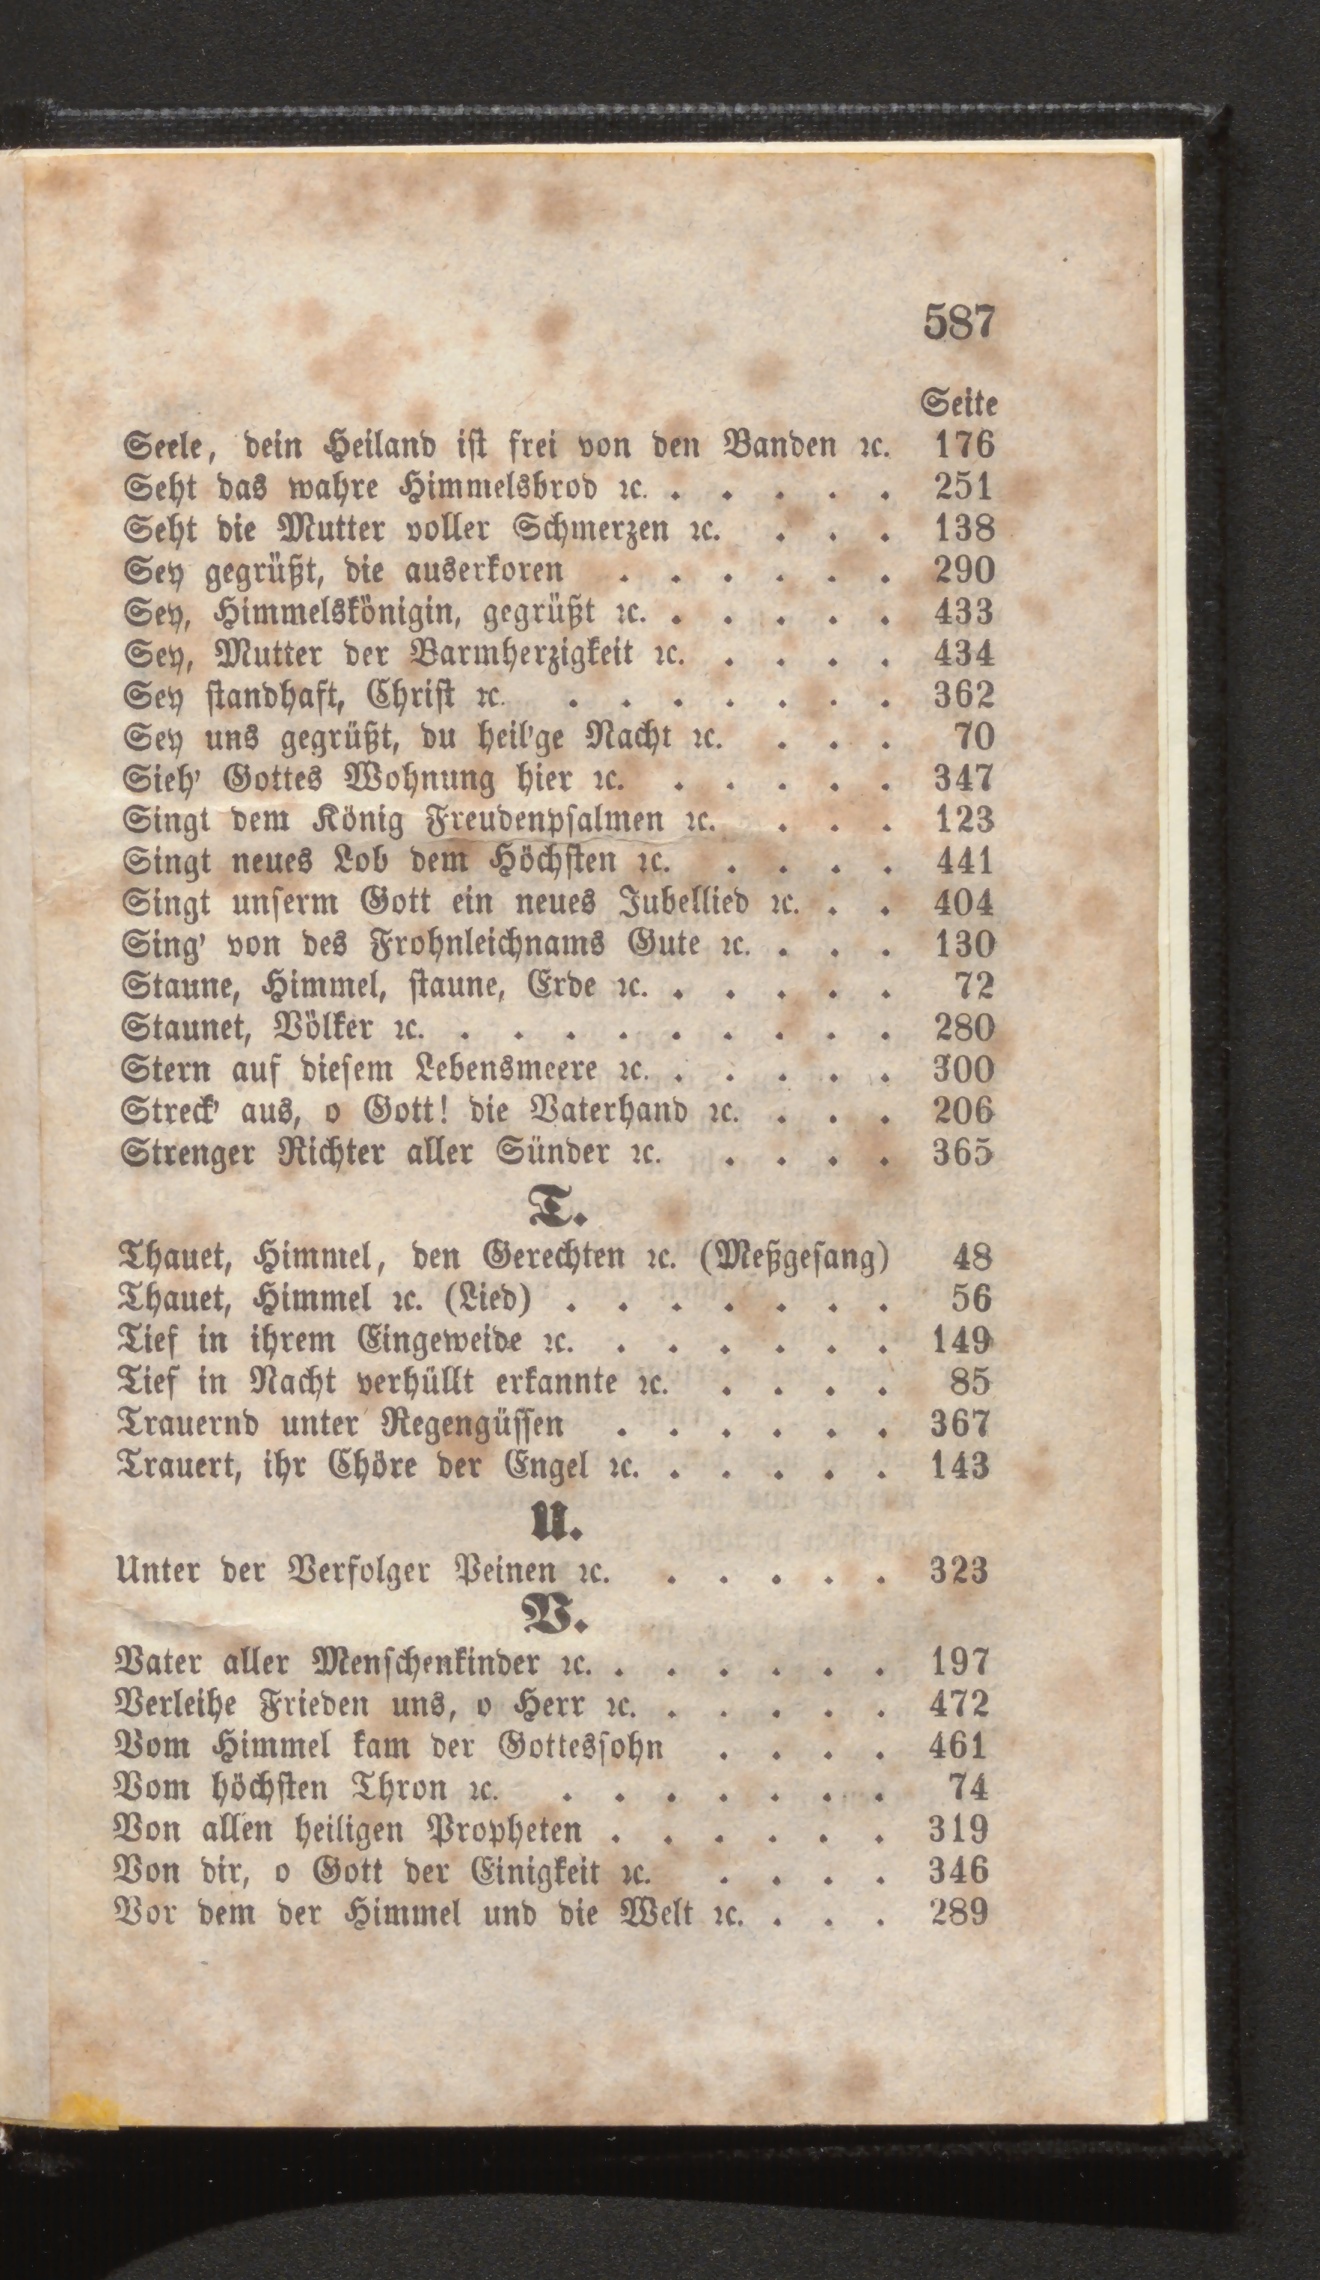 587
Seite
Seele, dein Heiland ist frei von den Banden ꝛc. 176
Seht das wahre Himmelsbrod ꝛc. . . . . . 251
Seht die Mutter voller Schmerzen ꝛc. . . . 138
Sey gegrüßt, die auserkoren . . . . . . 290
Sey, Himmelskönigin, gegrüßt ꝛc. . . . . . 433
Sey, Mutter der Barmherzigkeit ꝛc. . . . . 434
Sey standhaft, Christ ꝛc. . . . . . . . 362
Sey uns gegrüßt, du heil'ge Nacht ꝛc. . . . 70
Sieh' Gottes Wohnung hier ꝛc. . . . . . 347
Singt dem König Freudenpsalmen ꝛc. . . . 123
Singt neues Lob dem Höchsten ꝛc. . . . . 441
Singt unserm Gott ein neues Jubellied ꝛc. . . 404
Sing' von des Frohnleichnams Gute ꝛc. . . . 130
Staune, Himmel, staune, Erde ꝛc. . . . . . 72
Staunet, Völker ꝛc. . . . . . . . . . 280
Stern auf diesem Lebensmeere ꝛc. . . . . . 300
Streck' aus, o Gott! die Vaterhand ꝛc. . . . 206
Strenger Richter aller Sünder ꝛc. . . . . 365
T.
Thauet, Himmel, den Gerechten ꝛc. (Meßgesang) 48
Thauet, Himmel ꝛc. (Lied) . . . . . . . 56
Tief in ihrem Eingeweide ꝛc. . . . . . . 149
Tief in Nacht verhüllt erkannte ꝛc. . . . . 85
Trauernd unter Regengüssen . . . . . . 367
Trauert, ihr Chöre der Engel ꝛc. . . . . . 143
U.
Unter der Verfolger Peinen ꝛc. . . . . . 323
V.
Vater aller Menschenkinder ꝛc. . . . . . . 197
Verleihe Frieden uns, o Herr ꝛc. . . . . . 472
Vom Himmel kam der Gottessohn . . . . 461
Vom höchsten Thron ꝛc. . . . . . . . 74
Von allen heiligen Propheten . . . . . . 319
Von dir, o Gott der Einigkeit ꝛc. . . . . 346
Vor dem der Himmel und die Welt ꝛc. . . . 289